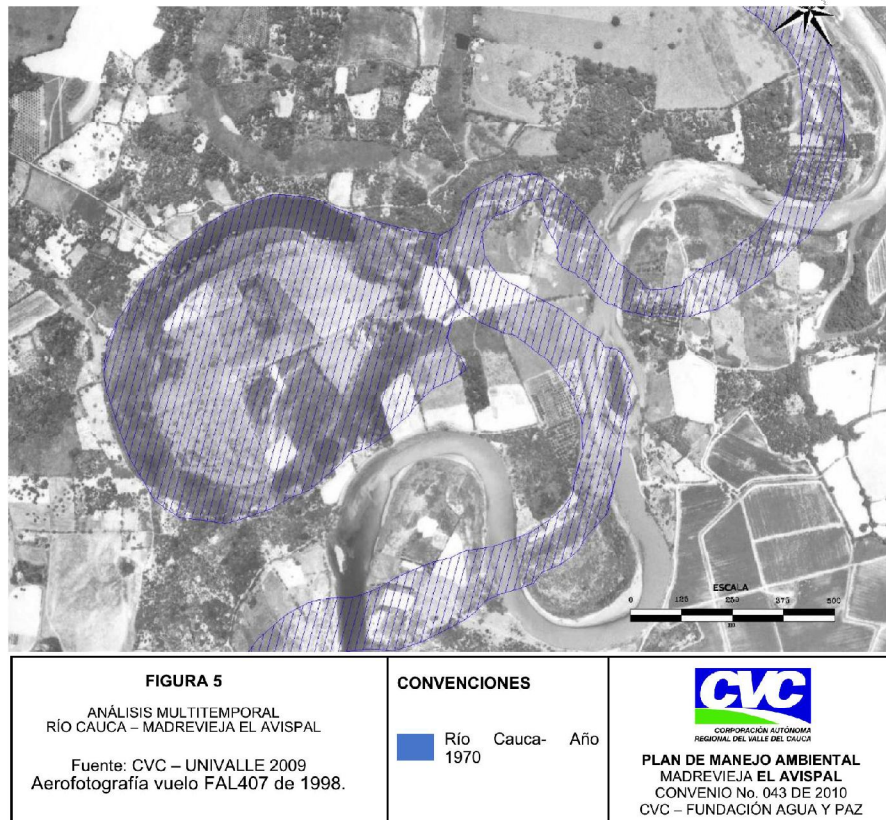 ESCALA
0 125 250 375 500
m
FIGURA 5
ANÁLISIS MULTITEMPORAL
RÍO CAUCA – MADREVIEJA EL AVISPAL
Fuente: CVC – UNIVALLE 2009
Aerofotografía vuelo FAL407 de 1998.
CONVENCIONES
Río Cauca- Año
1970
CVC
CORPORACIÓN AUTÓNOMA
REGIONAL DEL VALLE DEL CAUCA
PLAN DE MANEJO AMBIENTAL
MADREVIEJA EL AVISPAL
CONVENIO No. 043 DE 2010
CVC – FUNDACIÓN AGUA Y PAZ